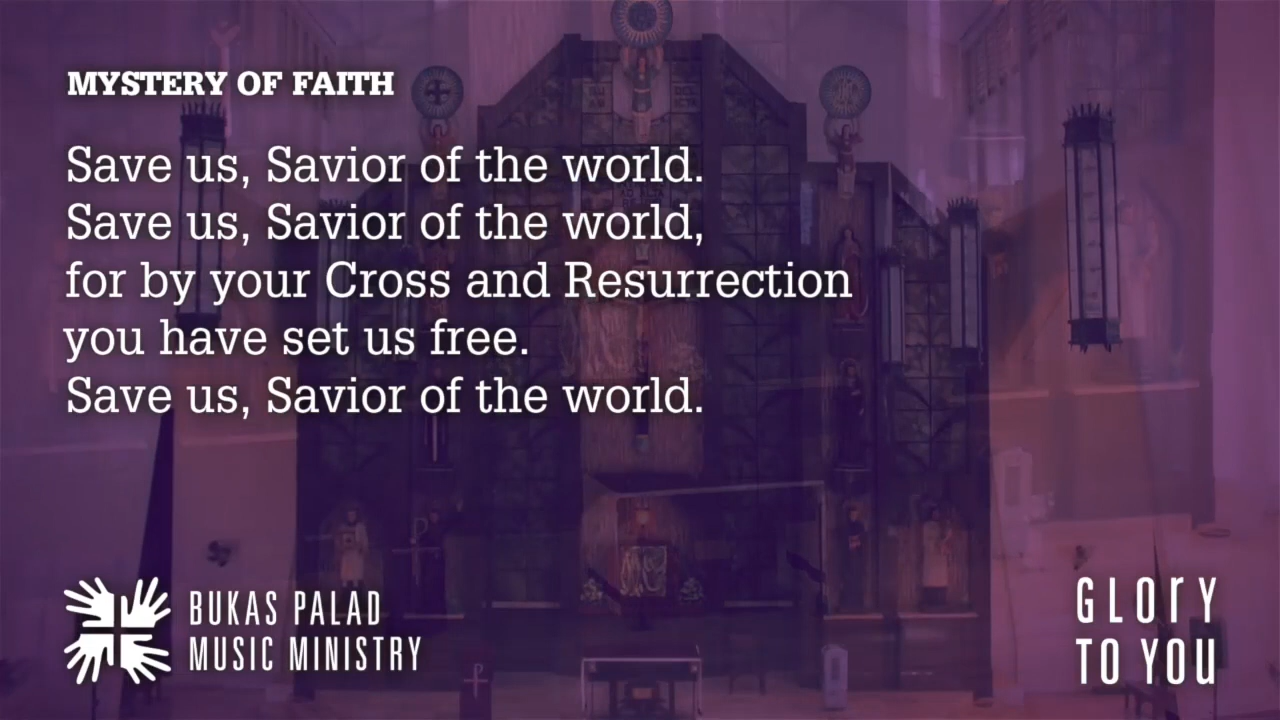 MYSTERY OF FAITH
Save us, Savior of the world.
Save us, Savior of the world,
for by your Cross and Resurrection
you have set us free.
Save us, Savior of the world.
BUKAS PALAD
MUSIC MINISTRY
GLORY
TO YOU